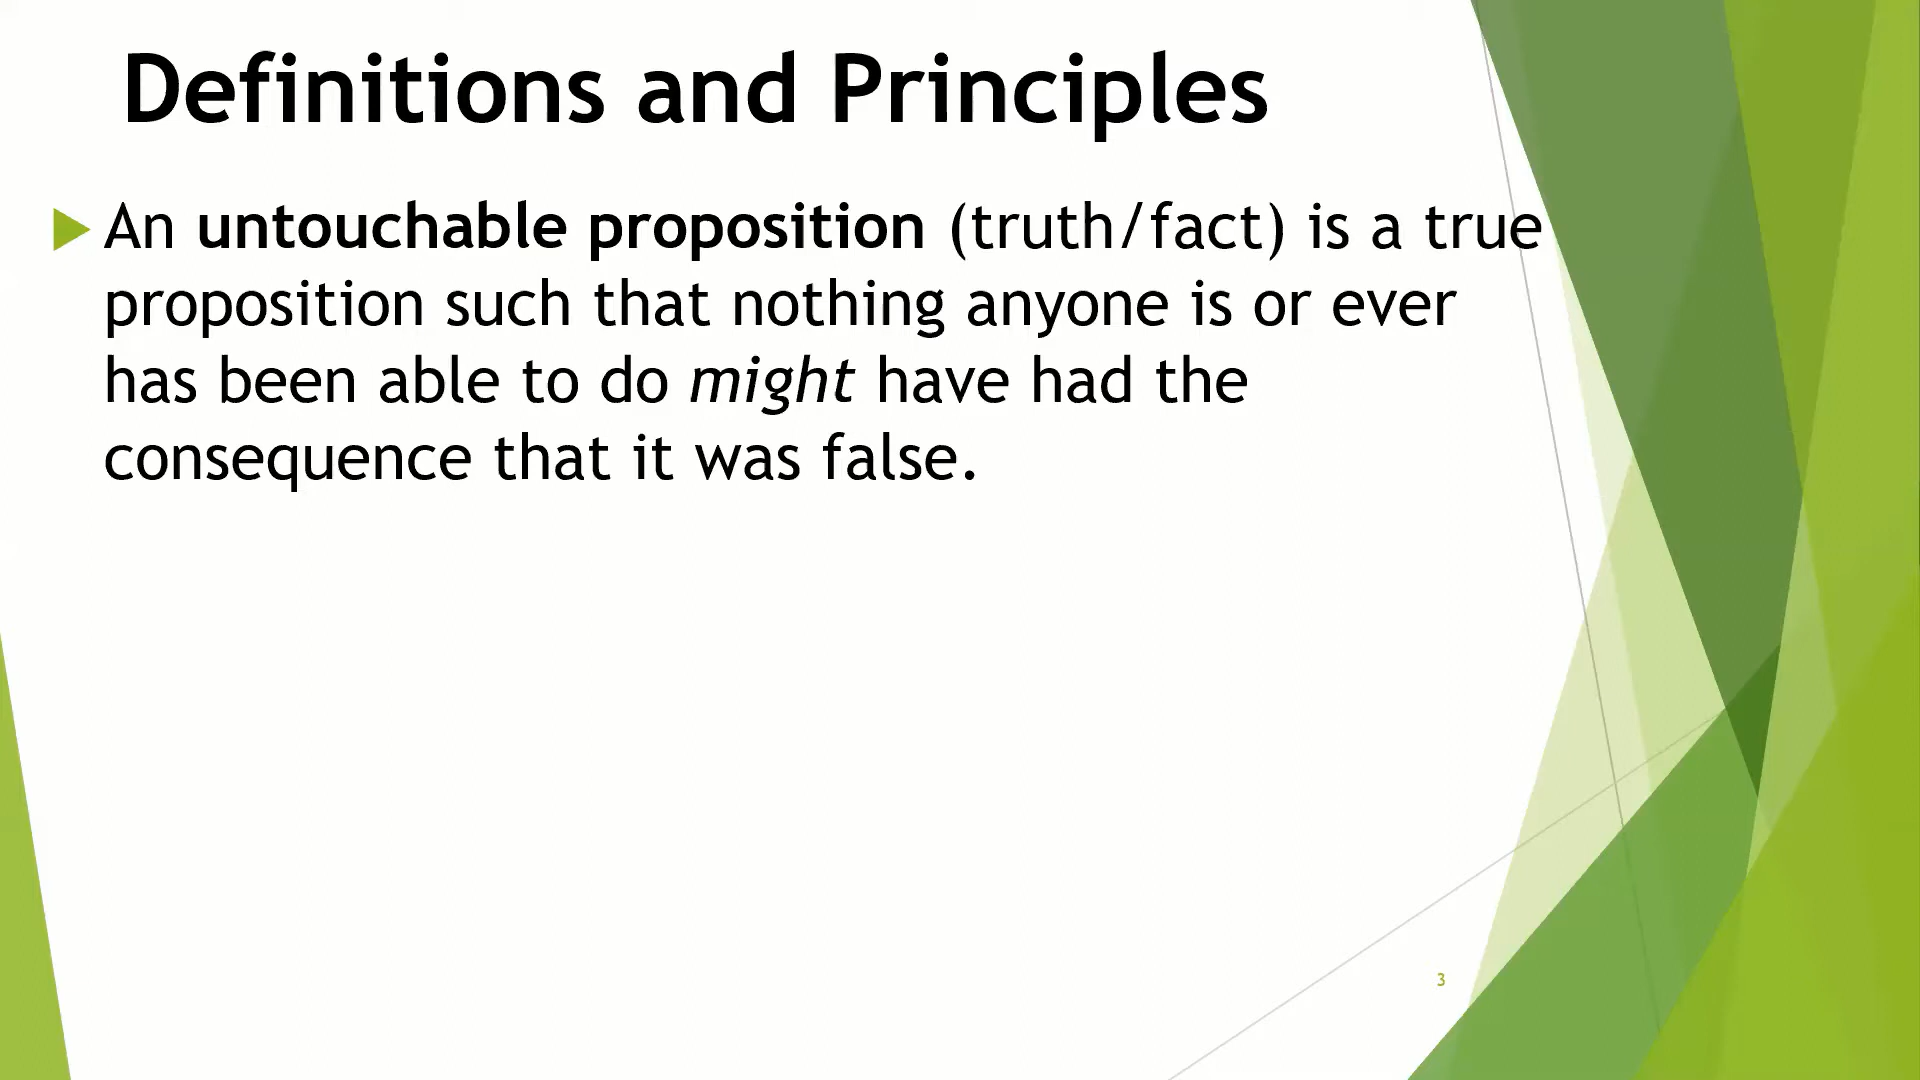 Definitions and Principles
An untouchable proposition (truth/fact) is a true
proposition such that nothing anyone is or ever
has been able to do might have had the
consequence that it was false.
3